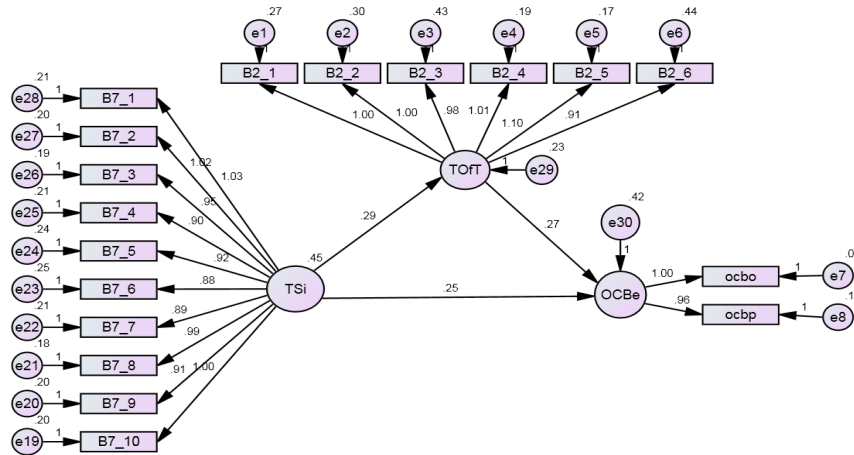 .27 .30 .43 .19 .17 .44
e1 e2 e3 e4 e5 e6
1 1 1 1 1 1
B2_1 B2_2 B2_3 B2_4 B2_5 B2_6
1.00 1.00 .98 1.01 1.10 .91
.21
e28 1 B7_1
.20
e27 1 B7_2
.19
e26 1 B7_3
.21
e25 1 B7_4
.24
e24 1 B7_5
.25
e23 1 B7_6
.21
e22 1 B7_7
.18
e21 1 B7_8
.20
e20 1 B7_9
.20
e19 1 B7_10
1.03
1.02
.95
.90
.92
.88
.89
.99
.91
1.00
.45
TSi
.29
TOfT
1
.23
e29
.27
.25
.42
e30
1
OCBe
1.00 ocbo 1 e7 .0
.96 ocbp 1 e8 .1